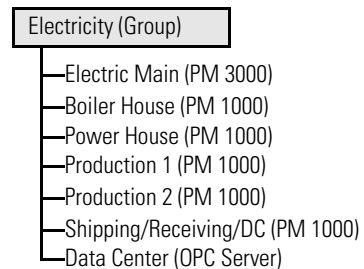 Electricity (Group)
Electric Main (PM 3000)
Boiler House (PM 1000)
Power House (PM 1000)
Production 1 (PM 1000)
Production 2 (PM 1000)
Shipping/Receiving/DC (PM 1000)
Data Center (OPC Server)